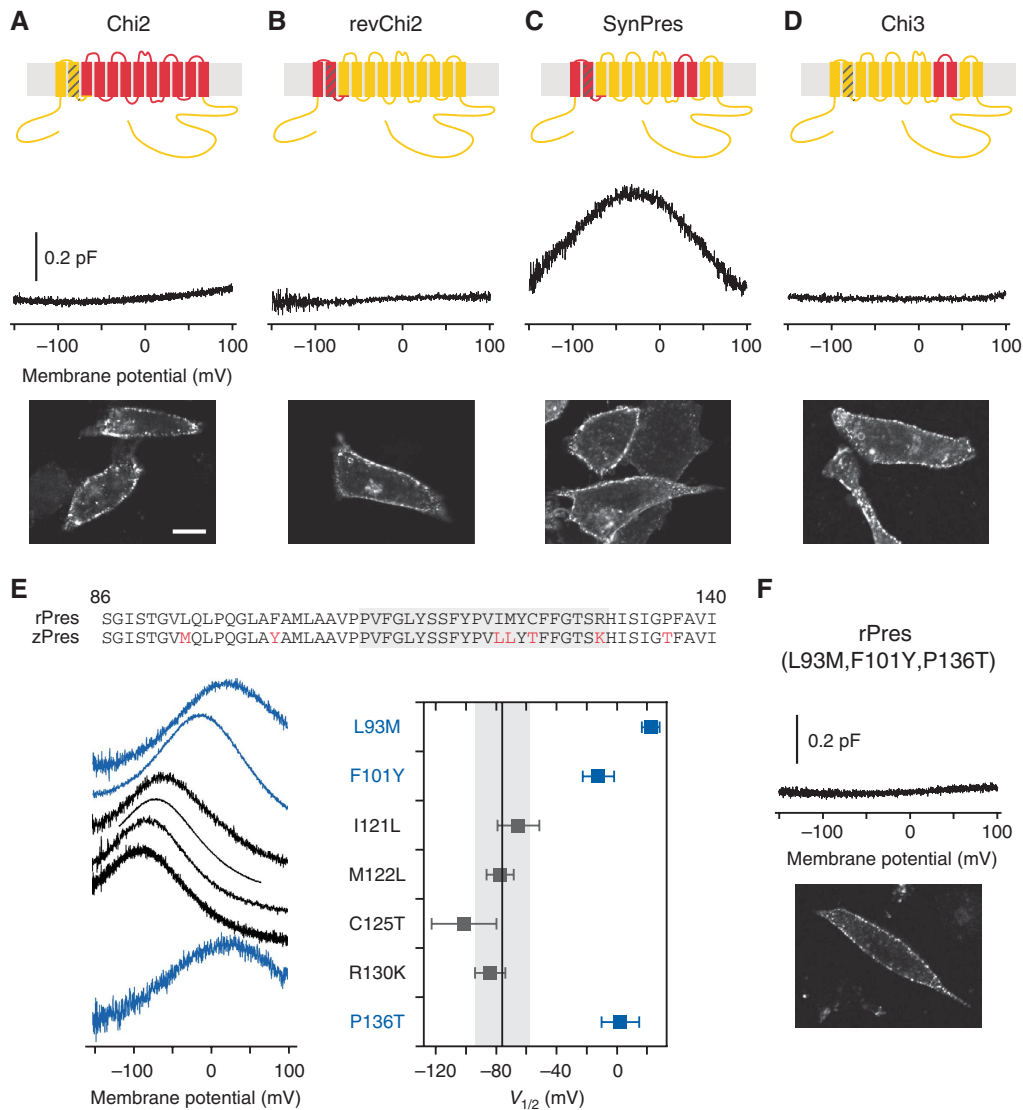 A Chi2
B revChi2
C SynPres
D Chi3
0.2 pF
−100 0 100
−100 0 100
−100 0 100
−100 0 100
Membrane potential (mV)
E
86 140
rPres SGISTGVLQLPQGLAFAMLAAVPPVFGLYSSFYPVIMYCFFGTSRHISIGPFAVI
zPres SGISTGVMQLPQGLAYAMLAAVPPVFGLYSSFYPVLLYTFFGTSKHISIGTFAVI
−100 0 100
Membrane potential (mV)
L93M
F101Y
I121L
M122L
C125T
R130K
P136T
−120 −80 −40 0
V1/2 (mV)
F
rPres
(L93M,F101Y,P136T)
0.2 pF
−100 0 100
Membrane potential (mV)